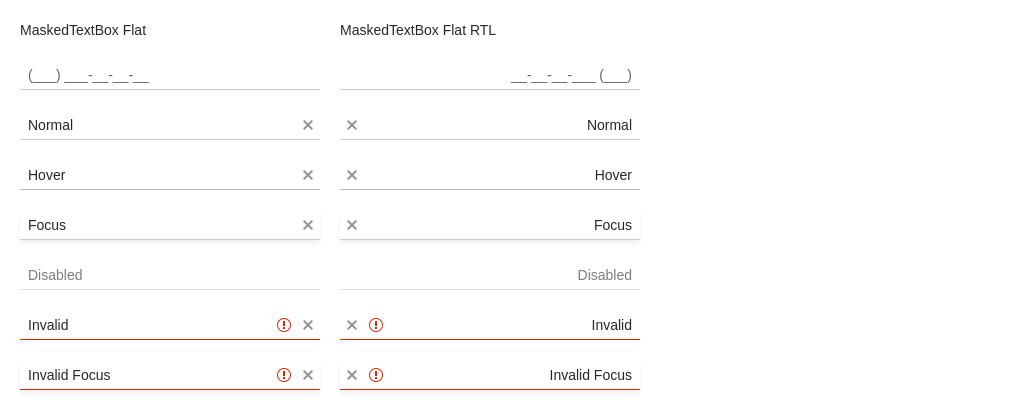 MaskedTextBox Flat
MaskedTextBox Flat RTL
(___) ___-__-__-__
__-__-__-___ (___)
Normal
Normal
Hover
Hover
Focus
Focus
Disabled
Disabled
Invalid
Invalid
Invalid Focus
Invalid Focus